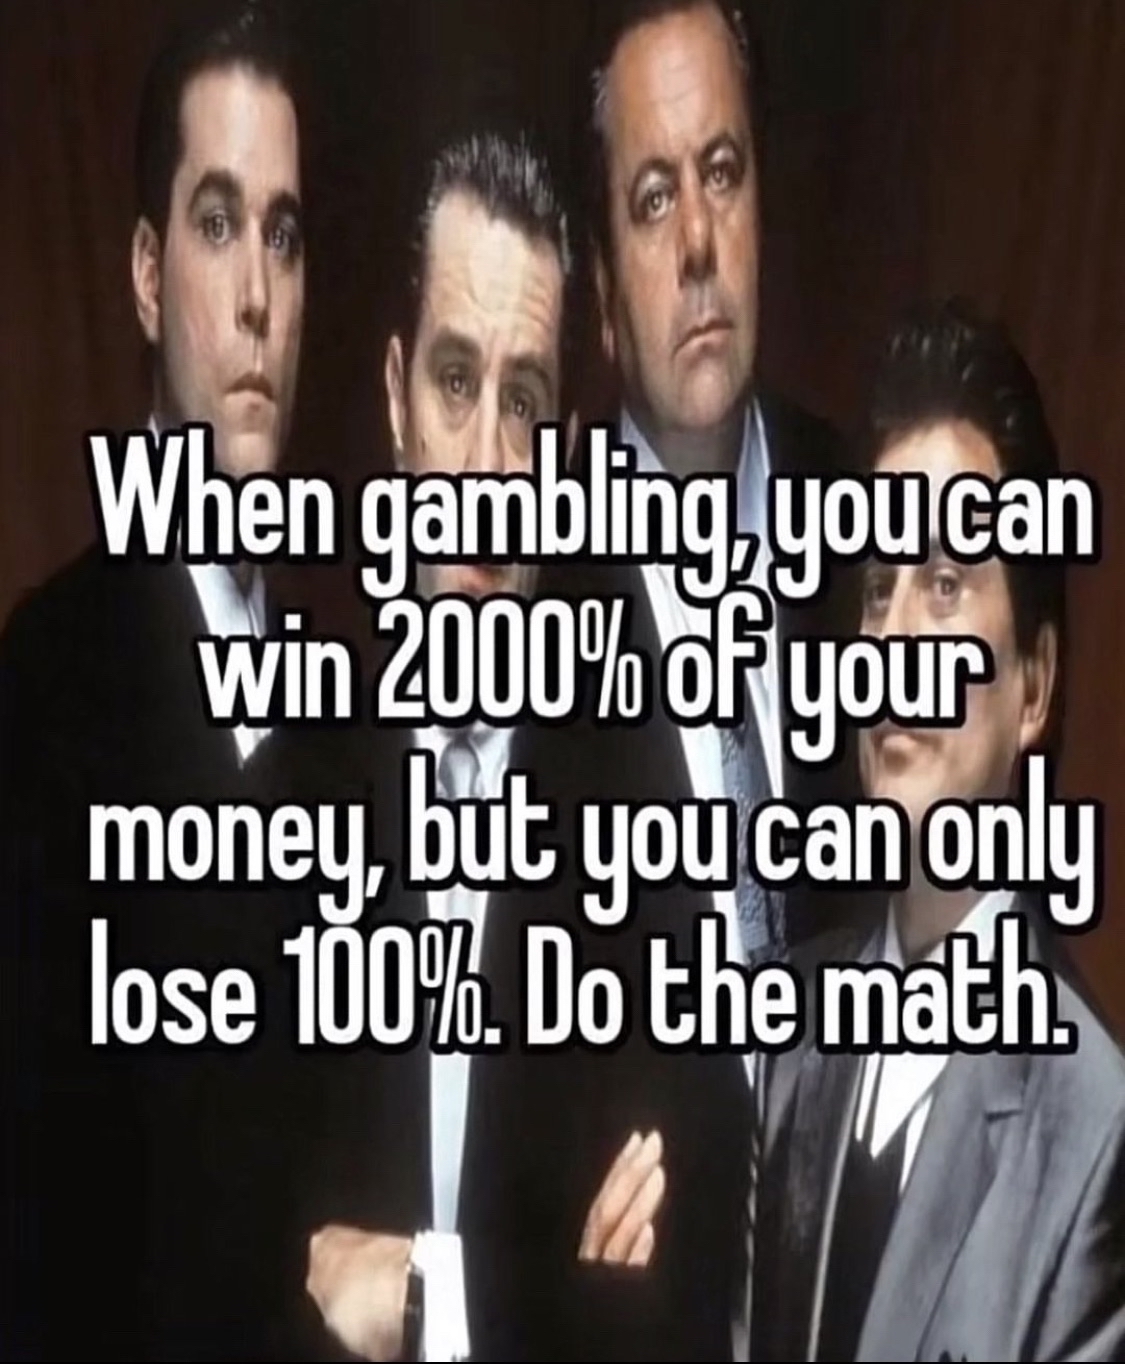 When gambling, you can
win 2000% of your
money, but you can only
lose 100%. Do the math.